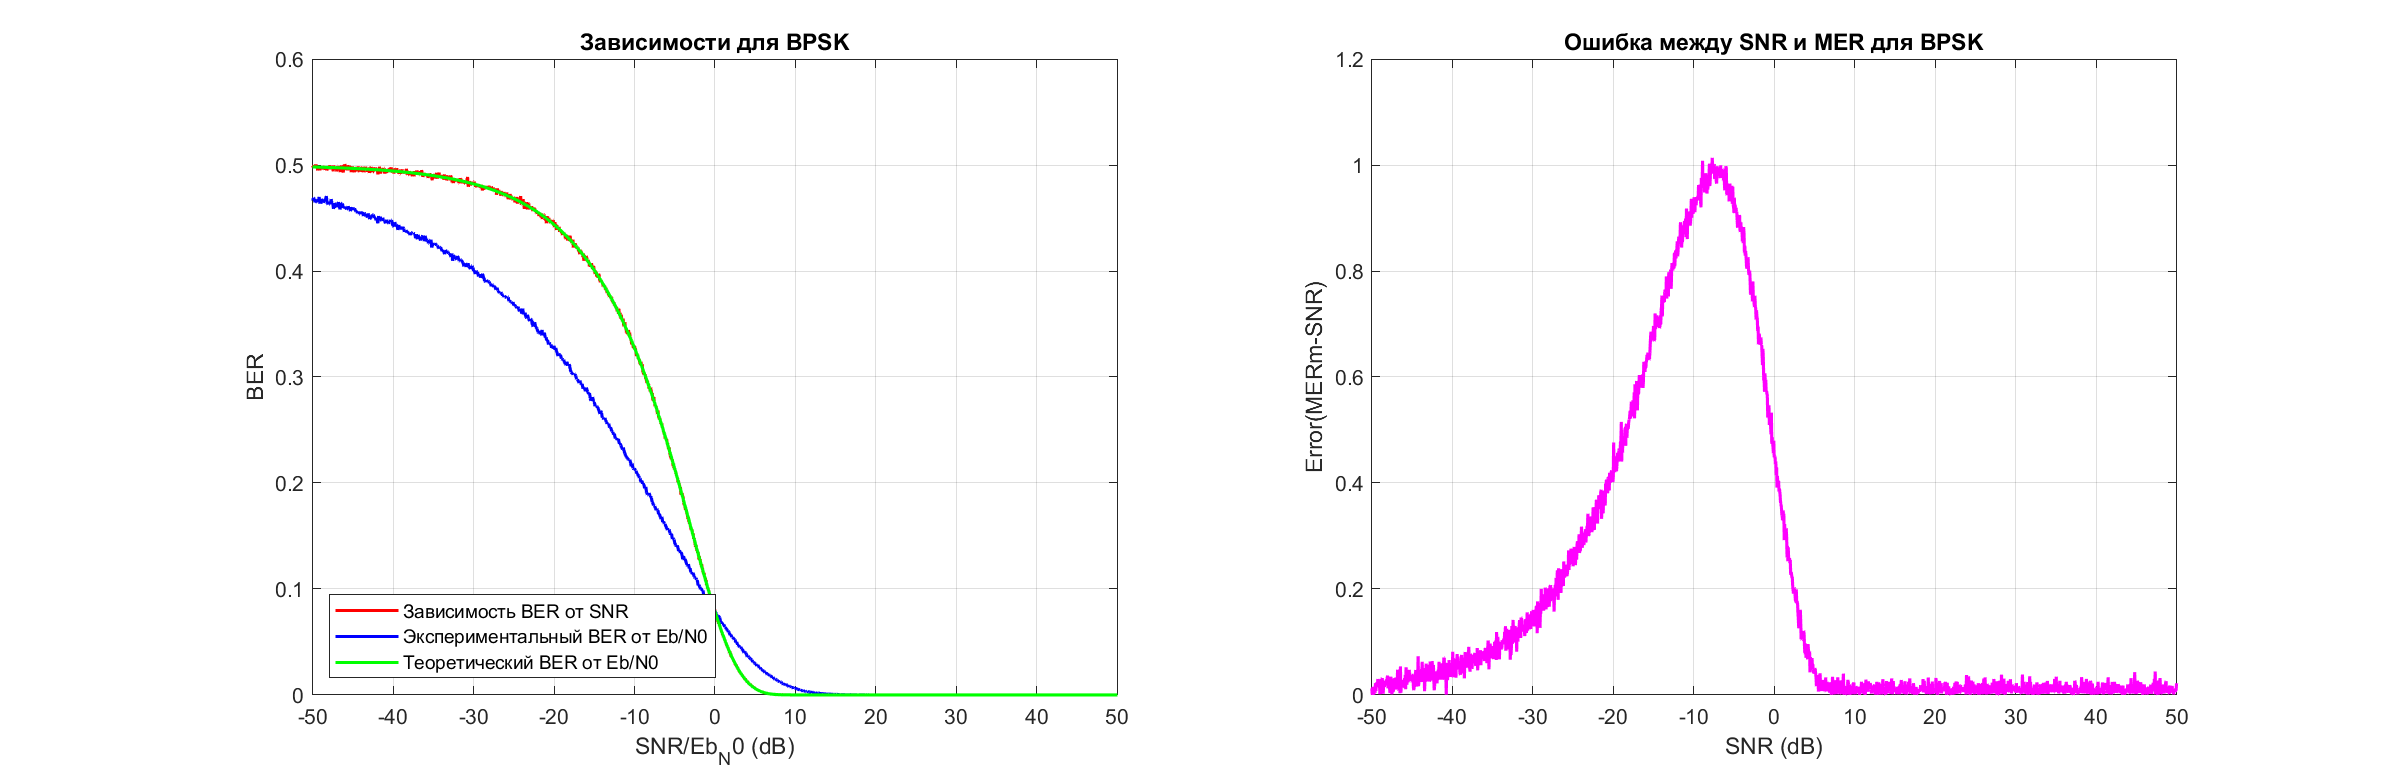 Зависимости для BPSK
0.6
0.5
0.4
0.3
0.2
0.1
0
BER
Зависимость BER от SNR
Экспериментальный BER от Eb/N0
Теоретический BER от Eb/N0
-50 -40 -30 -20 -10 0 10 20 30 40 50
SNR/Eb_N0 (dB)
Ошибка между SNR и MER для BPSK
1.2
1
0.8
0.6
0.4
0.2
0
Error(MERm-SNR)
-50 -40 -30 -20 -10 0 10 20 30 40 50
SNR (dB)